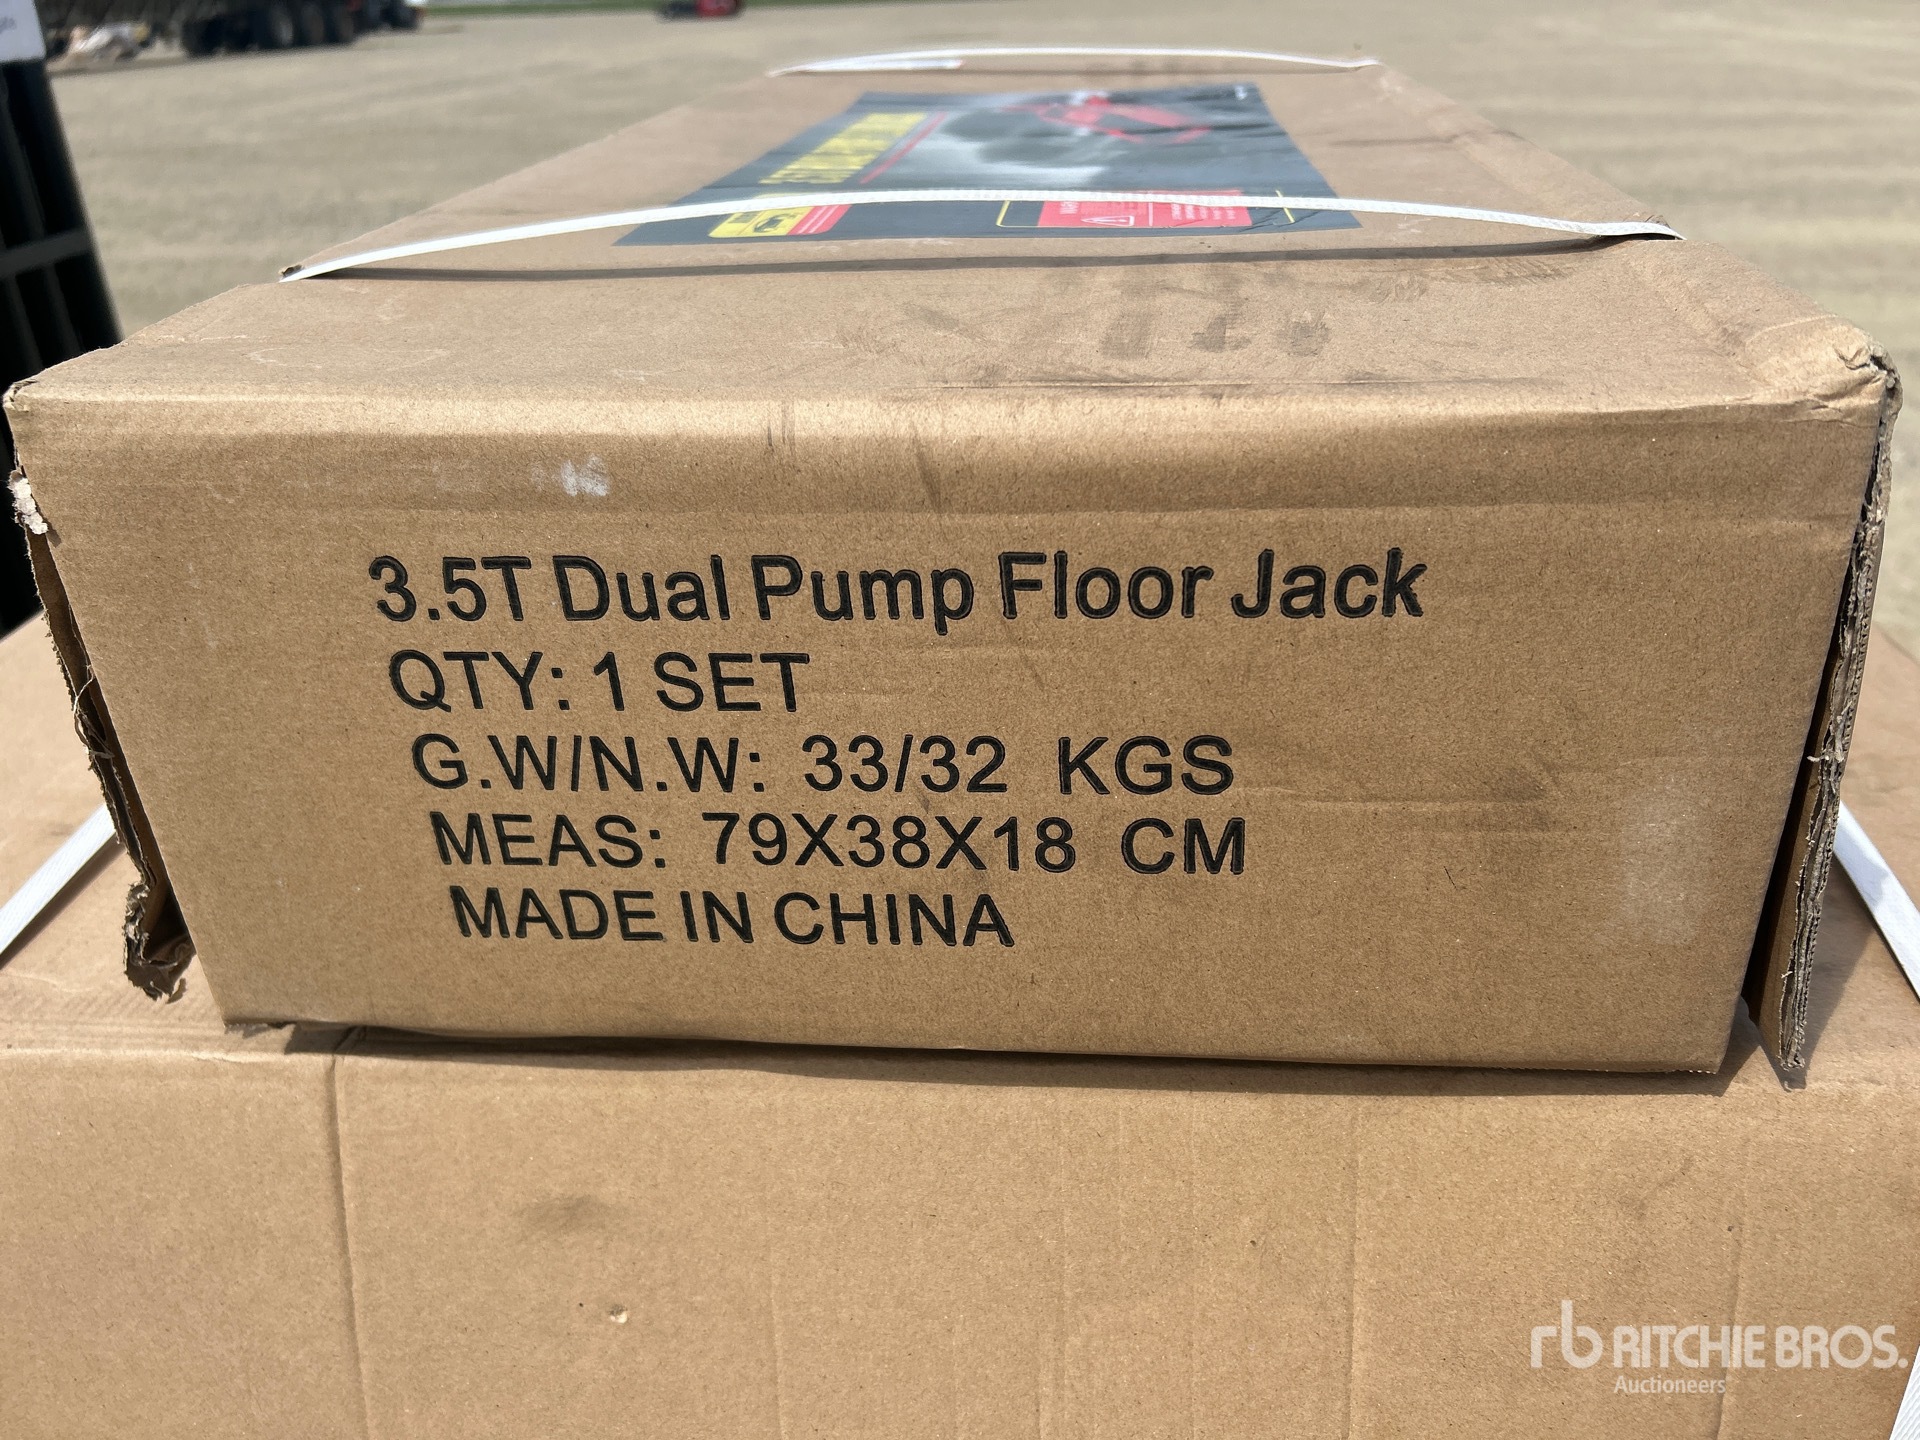 3.5T Dual Pump Floor Jack
QTY: 1 SET
G.W/N.W: 33/32 KGS
MEAS: 79X38X18 CM
MADE IN CHINA
rb RITCHIE BROS.
Auctioneers